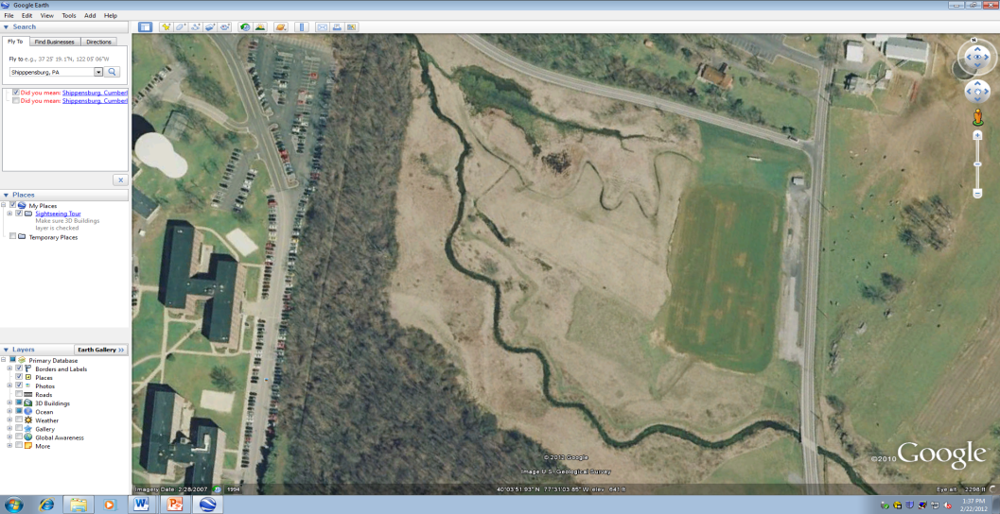 Google Earth
File Edit View Tools Add Help
Search
Fly To Find Businesses Directions
Fly to e.g., 37 25' 19.1"N, 122 05' 06"W
Shipppensburg, PA
Did you mean: Shippensburg, Cumberl
Did you mean: Shippensburg, Cumberl
Places
My Places
Sightseeing Tour
Make sure 3D Buildings
layer is checked
Temporary Places
Layers
Earth Gallery >>
Primary Database
Borders and Labels
Places
Photos
Roads
3D Buildings
Ocean
Weather
Gallery
Global Awareness
More
N
© 2012 Google
Image U.S. Geological Survey
©2010 Google
Imagery Date: 2/28/2007 1994 40°03'51.93" N 77°31'03.85" W elev 641 ft Eye alt 2298 ft
1:37 PM
2/22/2012